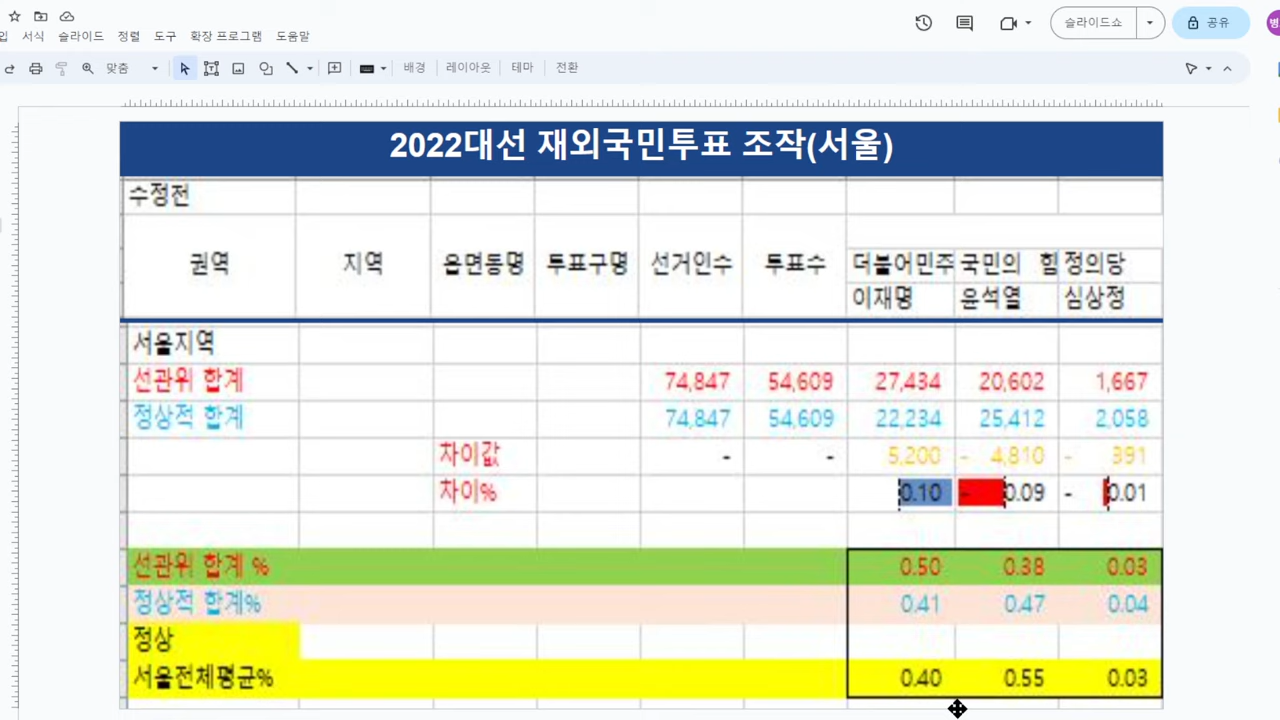 입 서식 슬라이드 정렬 도구 확장 프로그램 도움말
슬라이드쇼
공유
병
맞춤
배경 레이아웃 테마 전환
2022대선 재외국민투표 조작(서울)
수정전
권역 지역 읍면동명 투표구명 선거인수 투표수 더불어민주 국민의 힘 정의당
이재명 윤석열 심상정
서울지역
선관위 합계 74,847 54,609 27,434 20,602 1,667
정상적 합계 74,847 54,609 22,234 25,412 2,058
차이값 - - 5,200 - 4,810 - 391
차이% 0.10 - 0.09 - 0.01
선관위 합계 % 0.50 0.38 0.03
정상적 합계% 0.41 0.47 0.04
정상
서울전체평균% 0.40 0.55 0.03